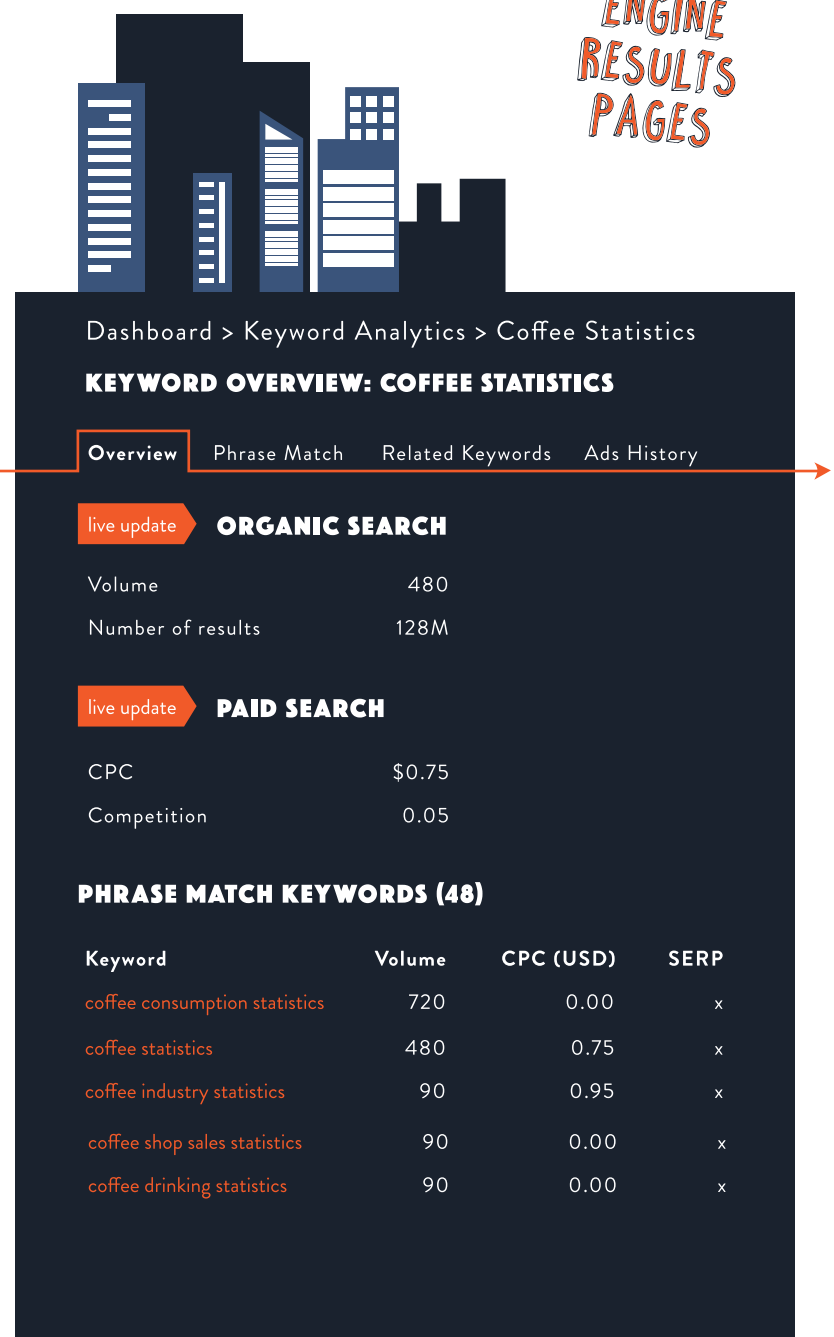 ENGINE
RESULTS
PAGES
Dashboard > Keyword Analytics > Coffee Statistics
KEYWORD OVERVIEW: COFFEE STATISTICS
Overview Phrase Match Related Keywords Ads History
live update ORGANIC SEARCH
Volume 480
Number of results 128M
live update PAID SEARCH
CPC $0.75
Competition 0.05
PHRASE MATCH KEYWORDS (48)
Keyword Volume CPC (USD) SERP
coffee consumption statistics 720 0.00 x
coffee statistics 480 0.75 x
coffee industry statistics 90 0.95 x
coffee shop sales statistics 90 0.00 x
coffee drinking statistics 90 0.00 x